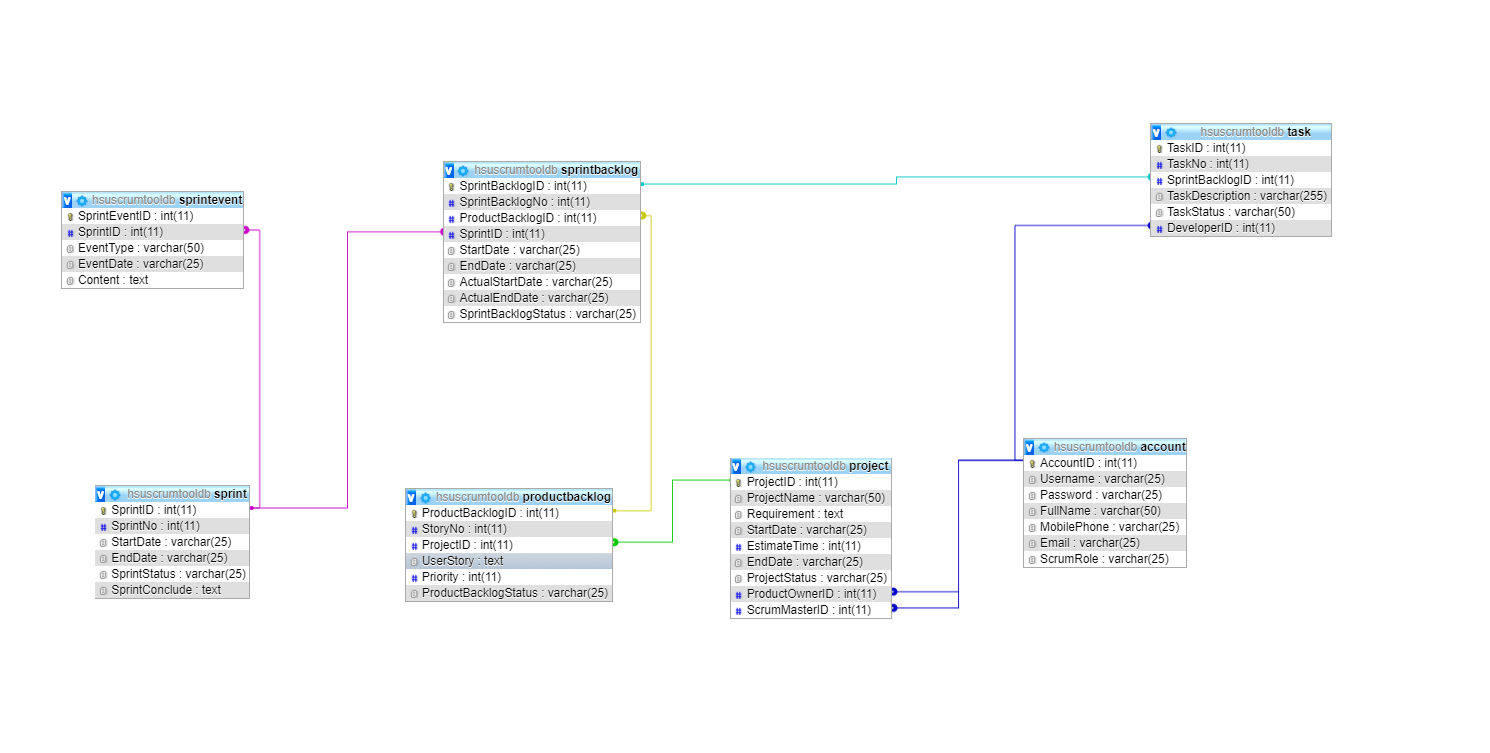 hsuscrumtooldb sprintevent
SprintEventID : int(11)
SprintID : int(11)
EventType : varchar(50)
EventDate : varchar(25)
Content : text
hsuscrumtooldb sprint
SprintID : int(11)
SprintNo : int(11)
StartDate : varchar(25)
EndDate : varchar(25)
SprintStatus : varchar(25)
SprintConclude : text
hsuscrumtooldb sprintbacklog
SprintBacklogID : int(11)
SprintBacklogNo : int(11)
ProductBacklogID : int(11)
SprintID : int(11)
StartDate : varchar(25)
EndDate : varchar(25)
ActualStartDate : varchar(25)
ActualEndDate : varchar(25)
SprintBacklogStatus : varchar(25)
hsuscrumtooldb productbacklog
ProductBacklogID : int(11)
StoryNo : int(11)
ProjectID : int(11)
UserStory : text
Priority : int(11)
ProductBacklogStatus : varchar(25)
hsuscrumtooldb project
ProjectID : int(11)
ProjectName : varchar(50)
Requirement : text
StartDate : varchar(25)
EstimateTime : int(11)
EndDate : varchar(25)
ProjectStatus : varchar(25)
ProductOwnerID : int(11)
ScrumMasterID : int(11)
hsuscrumtooldb task
TaskID : int(11)
TaskNo : int(11)
SprintBacklogID : int(11)
TaskDescription : varchar(255)
TaskStatus : varchar(50)
DeveloperID : int(11)
hsuscrumtooldb account
AccountID : int(11)
Username : varchar(25)
Password : varchar(25)
FullName : varchar(50)
MobilePhone : varchar(25)
Email : varchar(25)
ScrumRole : varchar(25)